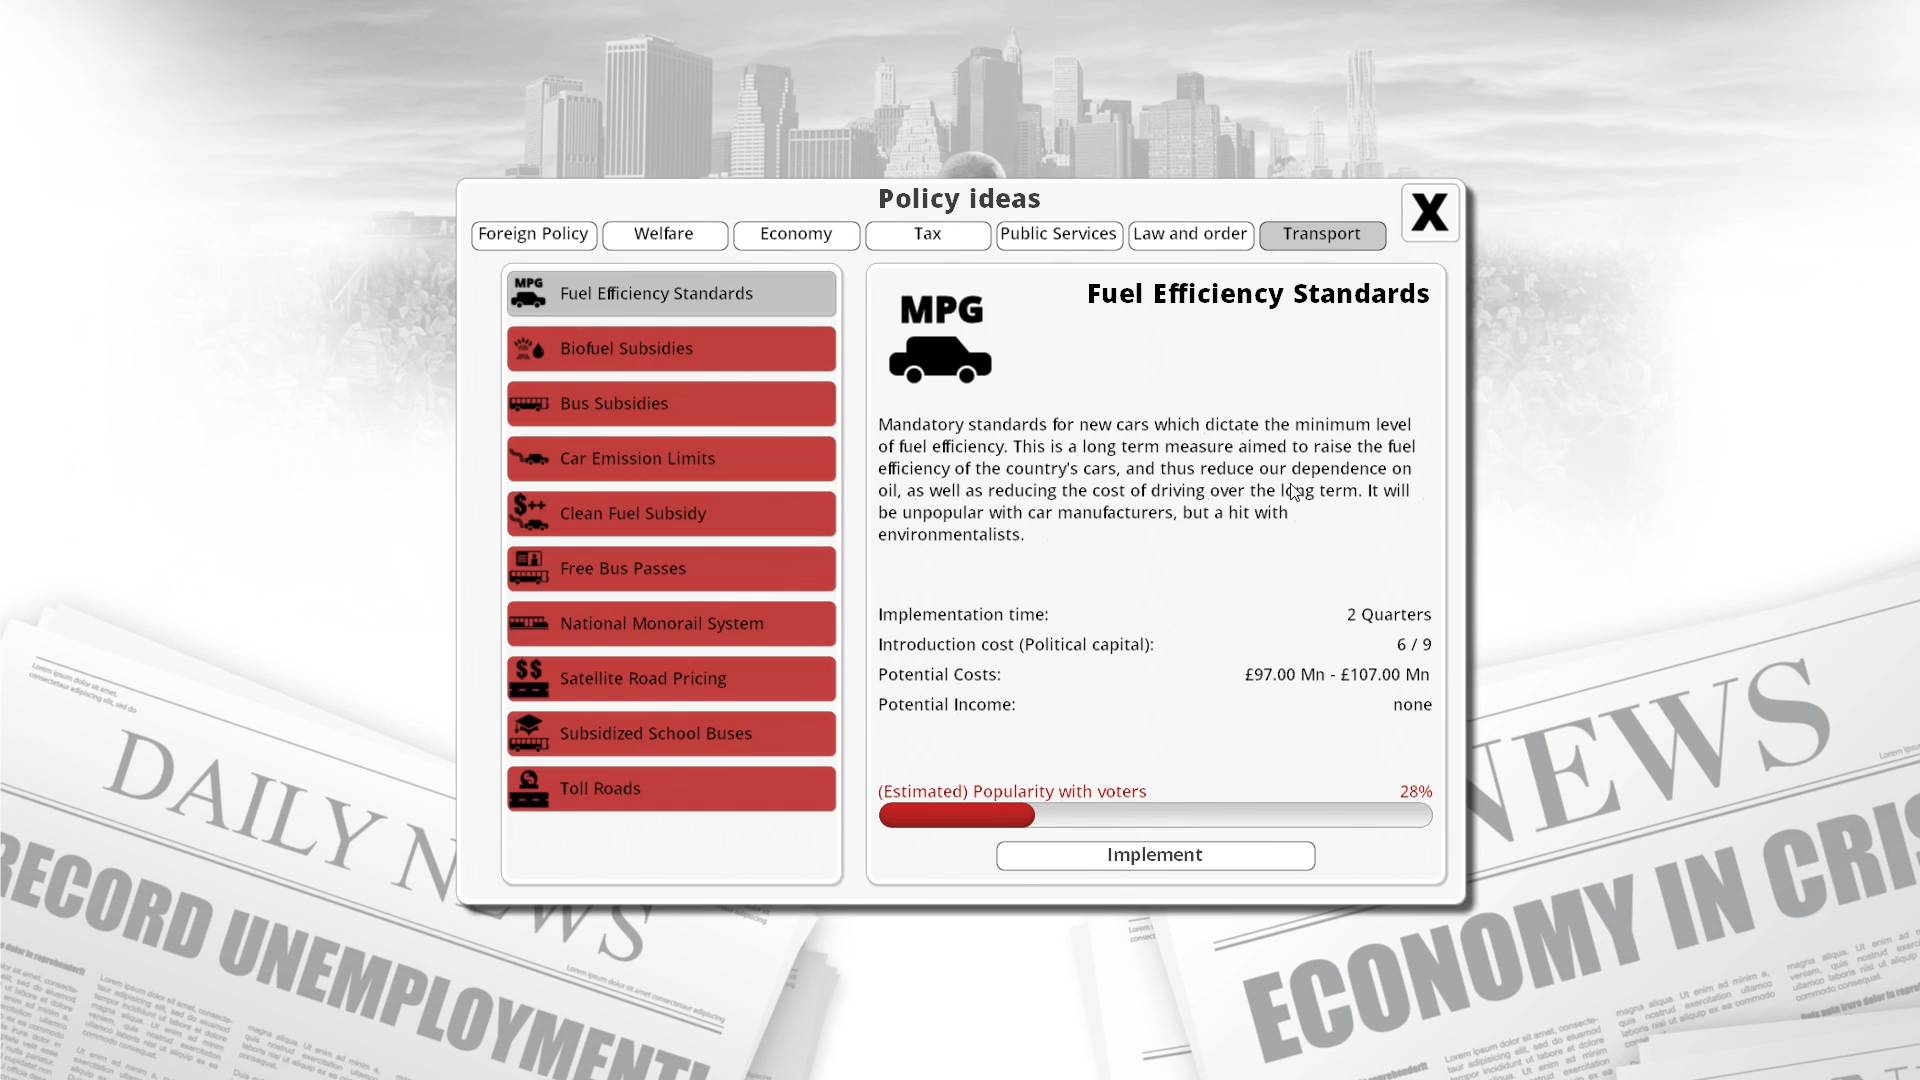 Policy ideas
X
Foreign Policy
Welfare
Economy
Tax
Public Services
Law and order
Transport
MPG
Fuel Efficiency Standards
Biofuel Subsidies
Bus Subsidies
Car Emission Limits
$++
Clean Fuel Subsidy
Free Bus Passes
National Monorail System
$$
Satellite Road Pricing
Subsidized School Buses
Toll Roads
Fuel Efficiency Standards
MPG
Mandatory standards for new cars which dictate the minimum level
of fuel efficiency. This is a long term measure aimed to raise the fuel
efficiency of the country's cars, and thus reduce our dependence on
oil, as well as reducing the cost of driving over the long term. It will
be unpopular with car manufacturers, but a hit with
environmentalists.
Implementation time: 2 Quarters
Introduction cost (Political capital): 6 / 9
Potential Costs: £97.00 Mn - £107.00 Mn
Potential Income: none
(Estimated) Popularity with voters 28%
Implement
DAILY NEWS
RECORD UNEMPLOYMENT!
NEWS
ECONOMY IN CRIS